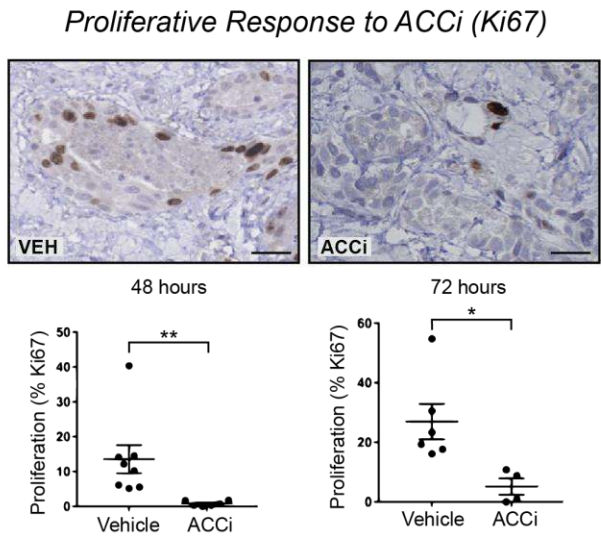 Proliferative Response to ACCi (Ki67)
VEH
ACCi
48 hours
72 hours
Proliferation (% Ki67)
50
40
30
20
10
0
**
Vehicle
ACCi
Proliferation (% Ki67)
60
40
20
0
*
Vehicle
ACCi